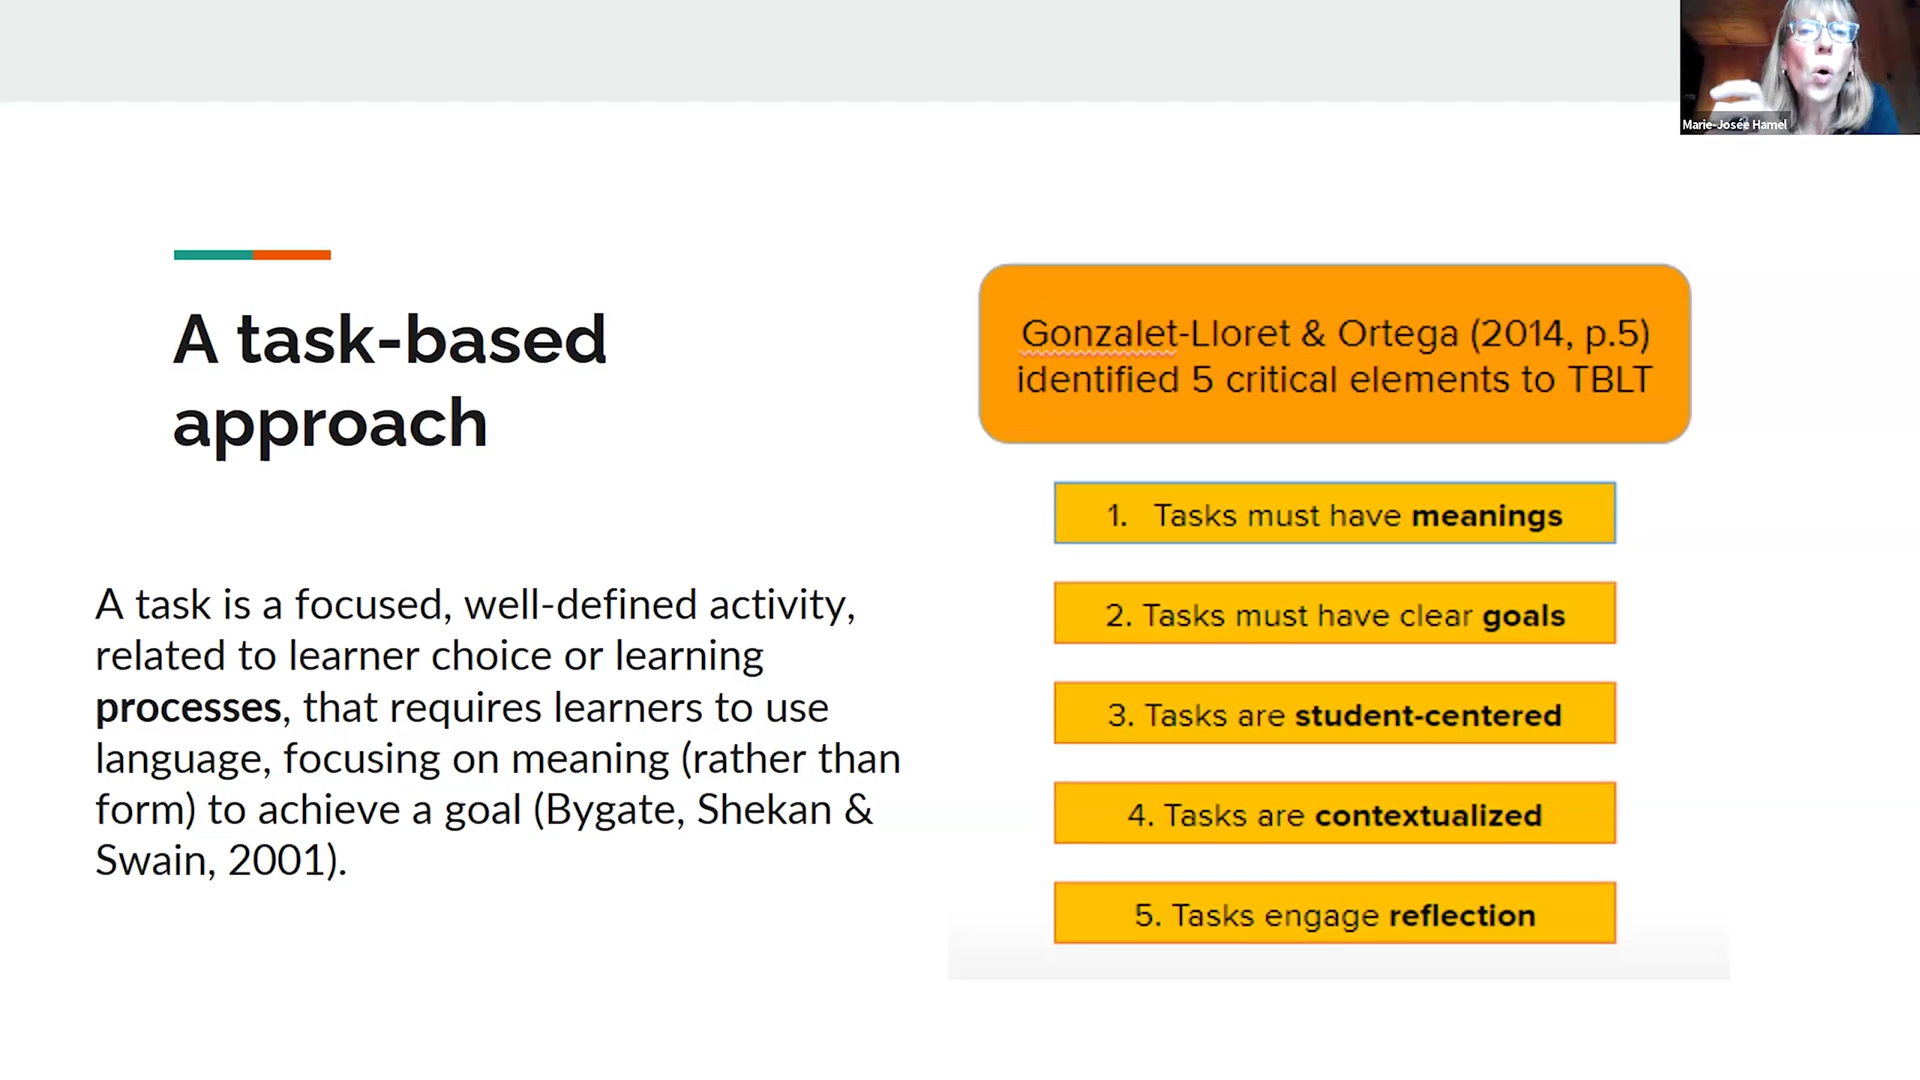 Marie-Josée Hamel
A task-based
approach
A task is a focused, well-defined activity,
related to learner choice or learning
processes, that requires learners to use
language, focusing on meaning (rather than
form) to achieve a goal (Bygate, Shekan &
Swain, 2001).
Gonzalet-Lloret & Ortega (2014, p.5)
identified 5 critical elements to TBLT
1. Tasks must have meanings
2. Tasks must have clear goals
3. Tasks are student-centered
4. Tasks are contextualized
5. Tasks engage reflection